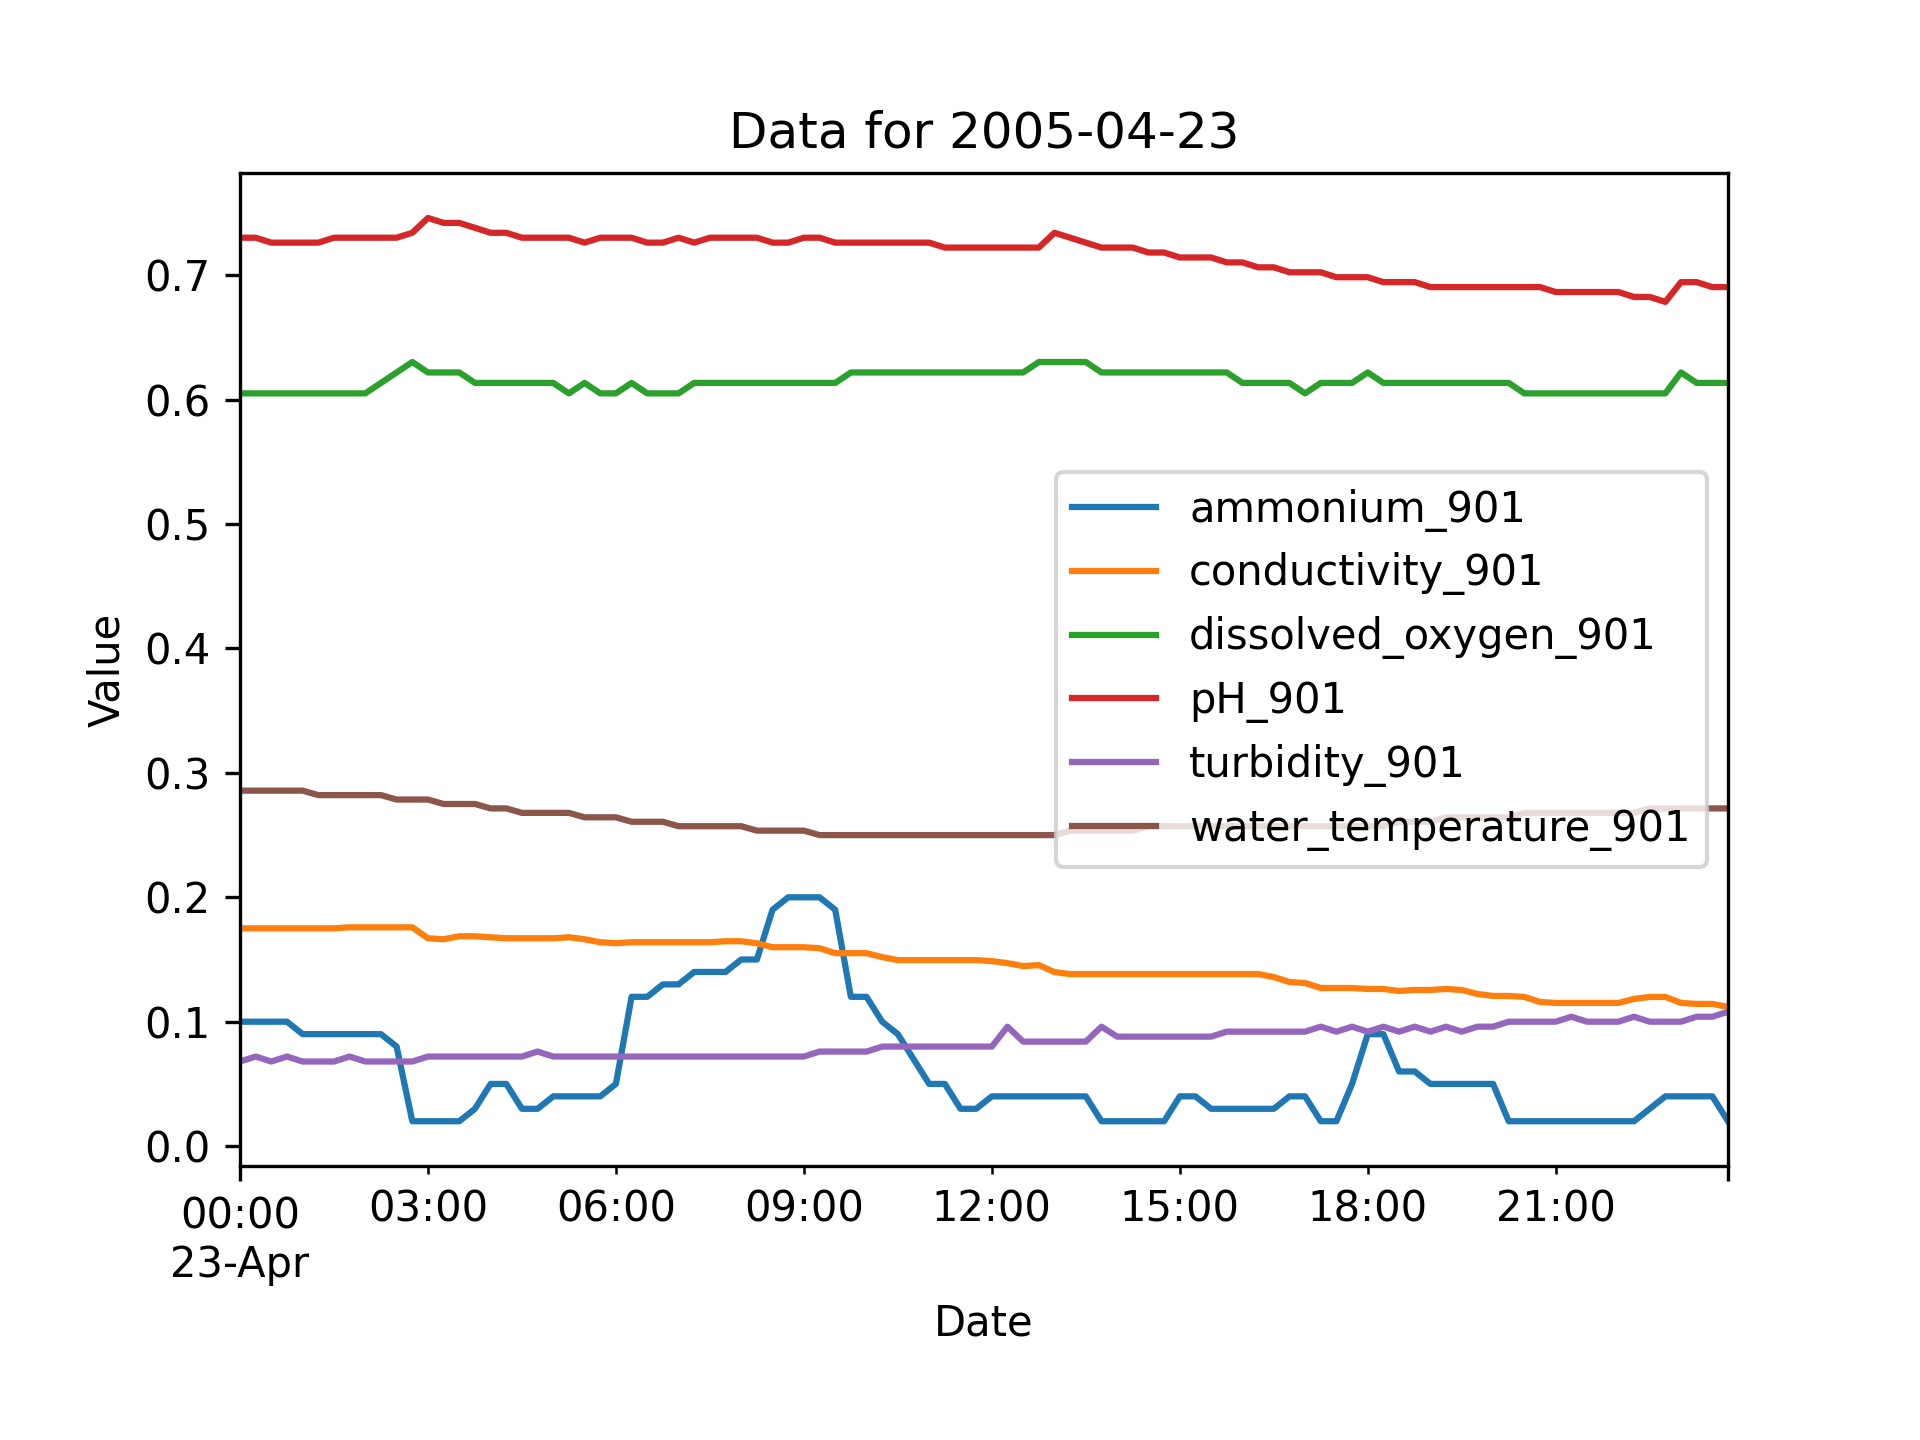 Data for 2005-04-23
Value
0.7
0.6
0.5
0.4
0.3
0.2
0.1
0.0
ammonium_901
conductivity_901
dissolved_oxygen_901
pH_901
turbidity_901
water_temperature_901
00:00 03:00 06:00 09:00 12:00 15:00 18:00 21:00
23-Apr
Date